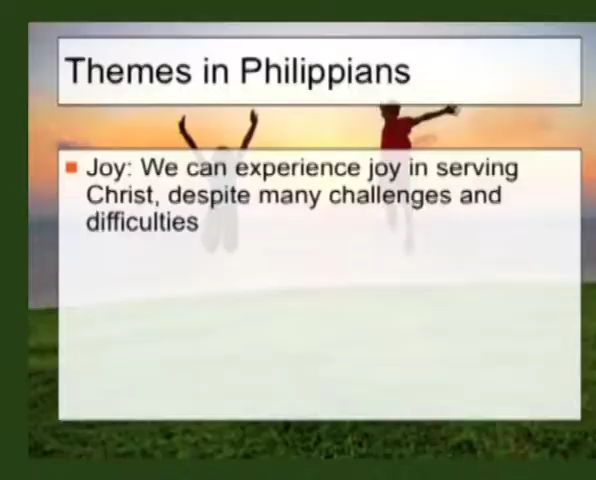 Themes in Philippians
Joy: We can experience joy in serving
Christ, despite many challenges and
difficulties